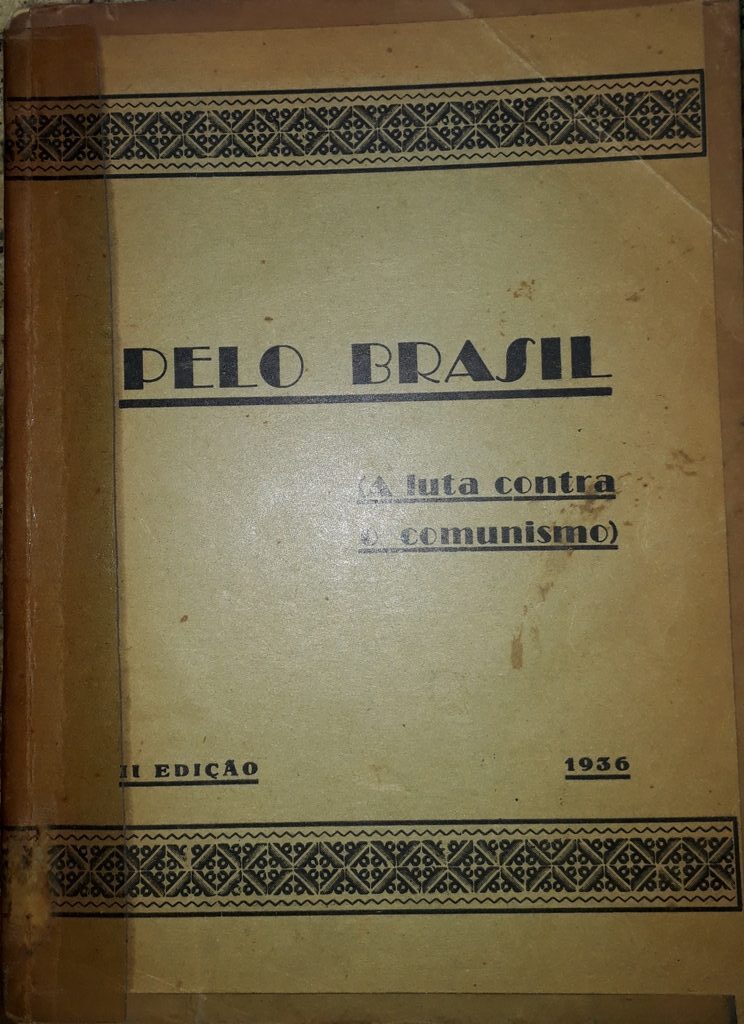 PELO BRASIL
(A luta contra
o comunismo)
II EDIÇÃO
1936